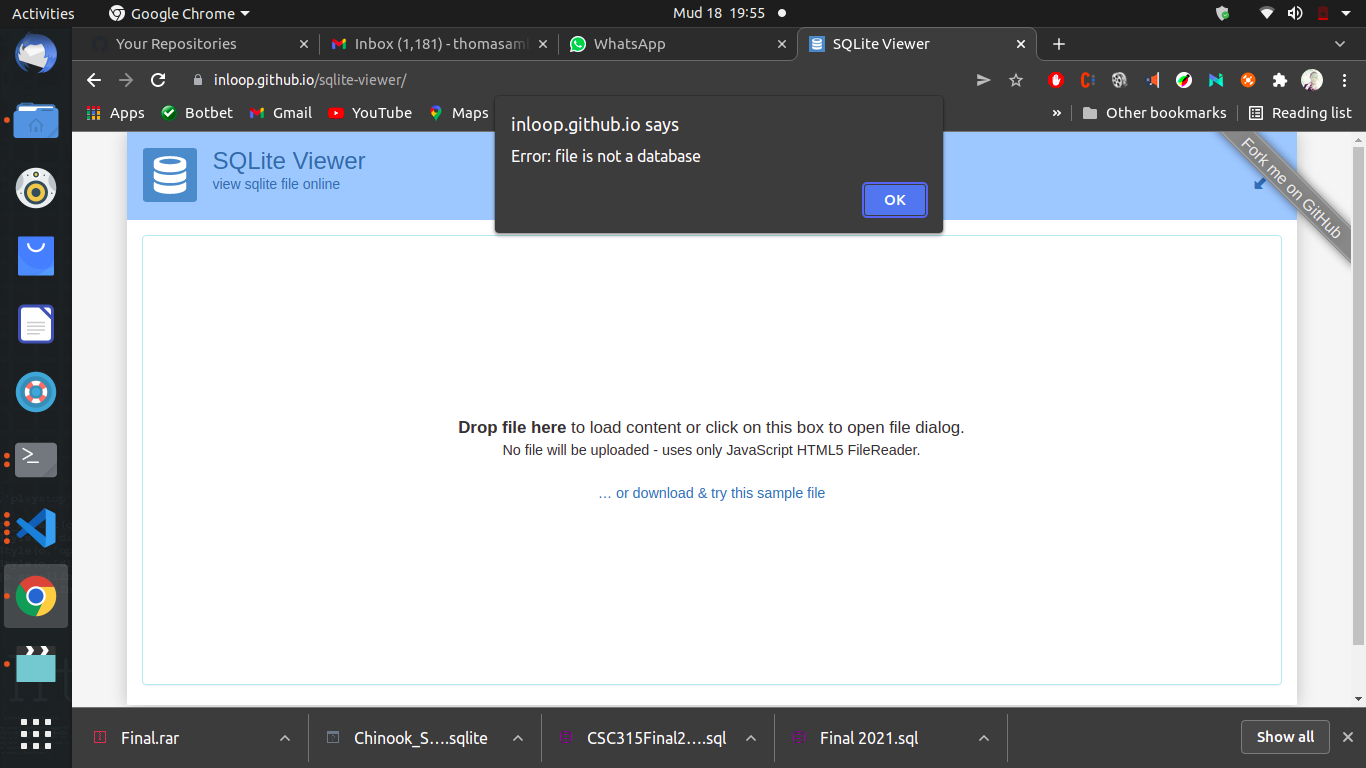 Activities
Google Chrome
Mud 18 19:55
Your Repositories
Inbox (1,181) - thomasaml
WhatsApp
SQLite Viewer
inloop.github.io/sqlite-viewer/
Apps
Botbet
Gmail
YouTube
Maps
»
Other bookmarks
Reading list
inloop.github.io says
Error: file is not a database
OK
SQLite Viewer
view sqlite file online
Fork me on GitHub
Drop file here to load content or click on this box to open file dialog.
No file will be uploaded - uses only JavaScript HTML5 FileReader.
… or download & try this sample file
Final.rar
Chinook_S….sqlite
CSC315Final2….sql
Final 2021.sql
Show all